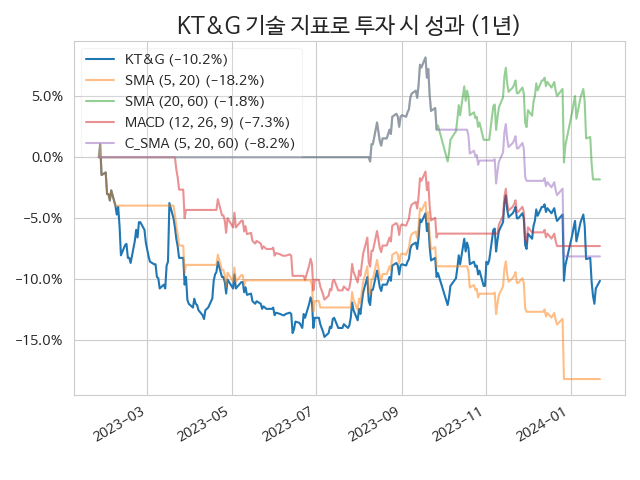 KT&G 기술 지표로 투자 시 성과 (1년)
KT&G (−10.2%)
SMA (5, 20) (−18.2%)
SMA (20, 60) (−1.8%)
MACD (12, 26, 9) (−7.3%)
C_SMA (5, 20, 60) (−8.2%)
5.0%
0.0%
−5.0%
−10.0%
−15.0%
2023−03
2023−05
2023−07
2023−09
2023−11
2024−01